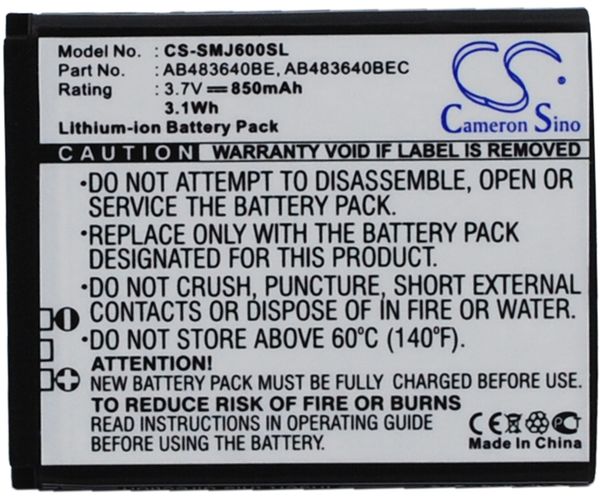 Model No.: CS-SMJ600SL
Part No.: AB483640BE, AB483640BEC
Rating: 3.7V 850mAh
3.1Wh
Lithium-ion Battery Pack
CS
Cameron Sino
CAUTION WARRANTY VOID IF LABEL IS REMOVED
•DO NOT ATTEMPT TO DISASSEMBLE, OPEN OR
SERVICE THE BATTERY PACK.
•REPLACE ONLY WITH THE BATTERY PACK
DESIGNATED FOR THIS EQUIPMENT.
•DO NOT CRUSH, PUNCTURE, SHORT EXTERNAL
CONTACTS OR DISPOSE OF IN FIRE OR WATER.
•DO NOT STORE ABOVE 60°C (140°F).
ATTENTION!
NEW BATTERY PACK MUST BE FULLY CHARGED BEFORE USE.
TO REDUCE RISK OF FIRE OR BURNS
READ INSTRUCTIONS IN OPERATING GUIDE
BEFORE USING BATTERY PACK.
CE
Made In China